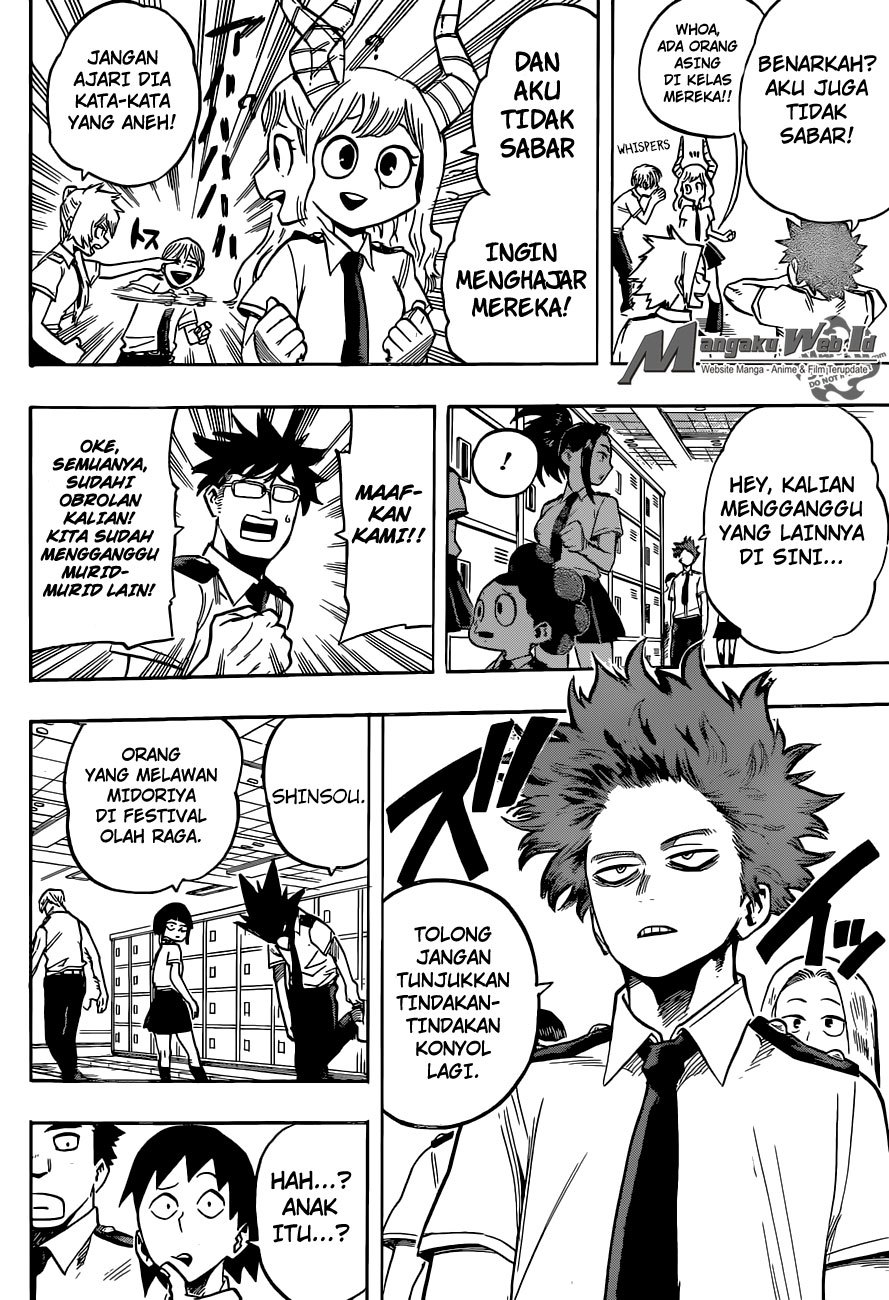 BENARKAH?
AKU JUGA
TIDAK
SABAR!
WHOA,
ADA ORANG
ASING
DI KELAS
MEREKA!!
WHISPERS
DAN
AKU
TIDAK
SABAR
INGIN
MENGHAJAR
MEREKA!
JANGAN
AJARI DIA
KATA-KATA
YANG ANEH!
トス
Mangaku.Web.Id
Website Manga - Anime & Film Terupdate
HEY, KALIAN
MENGGANGGU
YANG LAINNYA
DI SINI...
!
MAAF-
KAN
KAMI!!
OKE,
SEMUANYA,
SUDAHI
OBROLAN
KALIAN!
KITA SUDAH
MENGGANGGU
MURID-
MURID LAIN!
TOLONG
JANGAN
TUNJUKKAN
TINDAKAN-
TINDAKAN
KONYOL
LAGI.
SHINSOU.
ORANG
YANG MELAWAN
MIDORIYA
DI FESTIVAL
OLAH RAGA.
HAH...?
ANAK
ITU...?